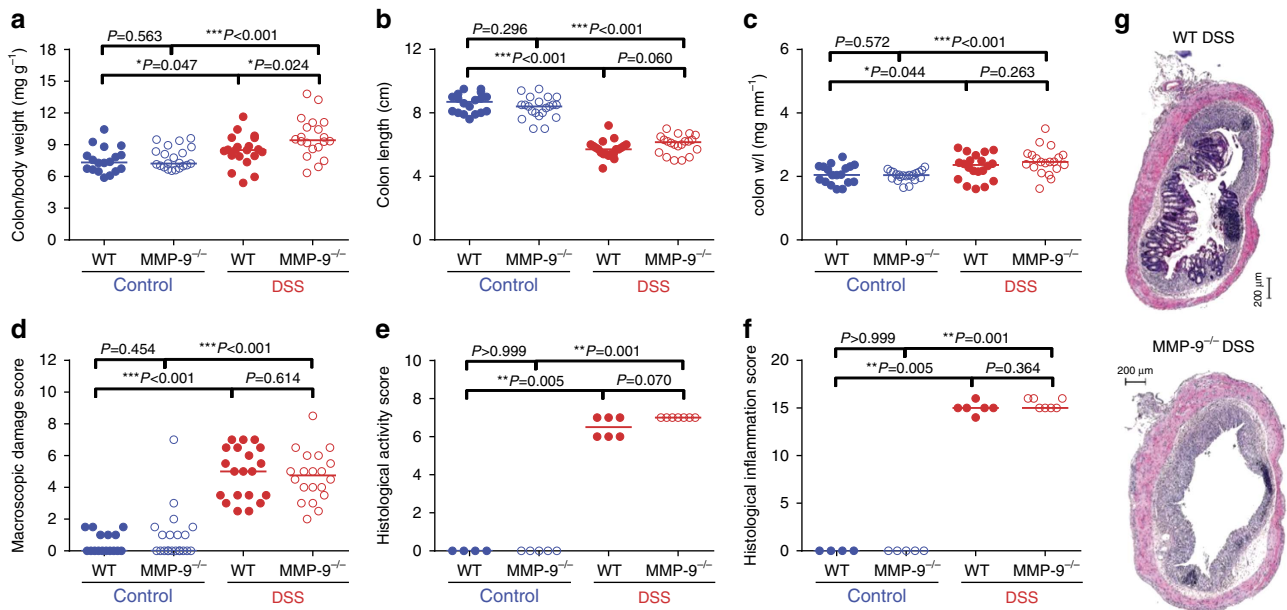 a
P=0.563
***P<0.001
*P=0.047
*P=0.024
Colon/body weight (mg g⁻¹)
18
15
12
9
6
3
0
WT
MMP-9⁻/⁻
WT
MMP-9⁻/⁻
Control
DSS
b
P=0.296
***P<0.001
***P<0.001
P=0.060
Colon length (cm)
12
9
6
3
0
WT
MMP-9⁻/⁻
WT
MMP-9⁻/⁻
Control
DSS
c
P=0.572
***P<0.001
*P=0.044
P=0.263
colon w/l (mg mm⁻¹)
6
4
2
0
WT
MMP-9⁻/⁻
WT
MMP-9⁻/⁻
Control
DSS
d
P=0.454
***P<0.001
***P<0.001
P=0.614
Macroscopic damage score
12
10
8
6
4
2
0
WT
MMP-9⁻/⁻
WT
MMP-9⁻/⁻
Control
DSS
e
P>0.999
**P=0.001
**P=0.005
P=0.070
Histological activity score
10
8
6
4
2
0
WT
MMP-9⁻/⁻
WT
MMP-9⁻/⁻
Control
DSS
f
P>0.999
**P=0.001
**P=0.005
P=0.364
Histological inflammation score
20
15
10
5
0
WT
MMP-9⁻/⁻
WT
MMP-9⁻/⁻
Control
DSS
g
WT DSS
200 μm
MMP-9⁻/⁻ DSS
200 μm